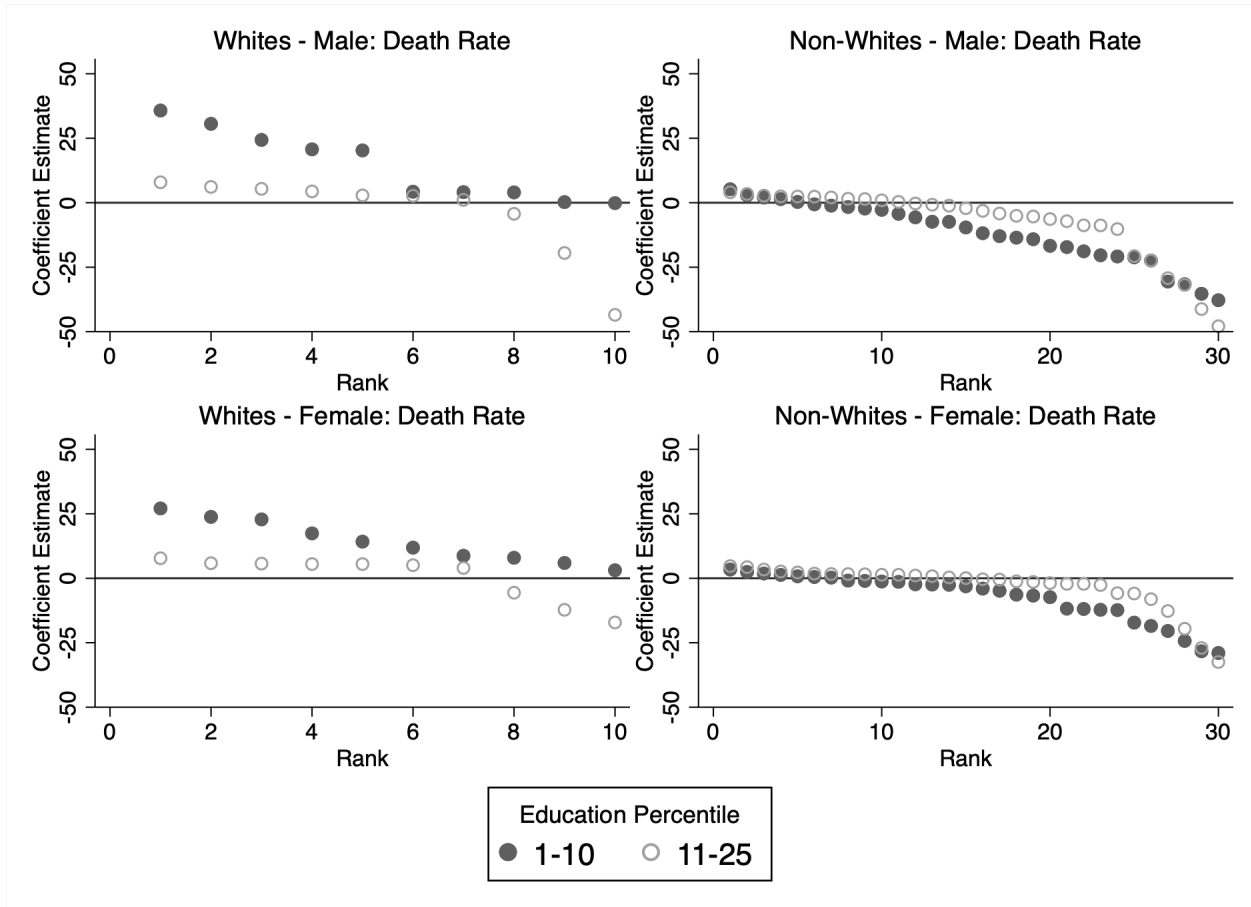 Whites - Male: Death Rate
Coefficient Estimate
50
25
0
-25
-50
0 2 4 6 8 10
Rank
Non-Whites - Male: Death Rate
Coefficient Estimate
50
25
0
-25
-50
0 10 20 30
Rank
Whites - Female: Death Rate
Coefficient Estimate
50
25
0
-25
-50
0 2 4 6 8 10
Rank
Non-Whites - Female: Death Rate
Coefficient Estimate
50
25
0
-25
-50
0 10 20 30
Rank
Education Percentile
1-10 11-25